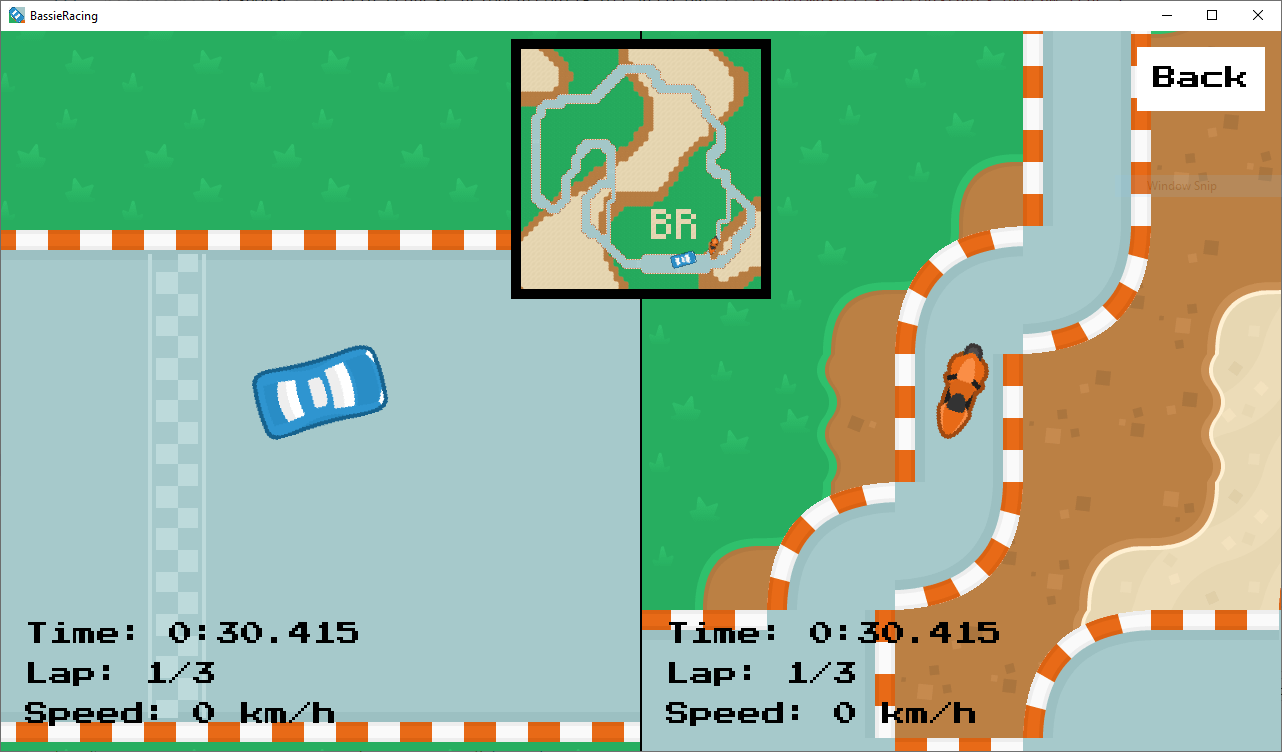 BassieRacing
Back
Window Snip
BR
Time: 0:30.415
Lap: 1/3
Speed: 0 km/h
Time: 0:30.415
Lap: 1/3
Speed: 0 km/h